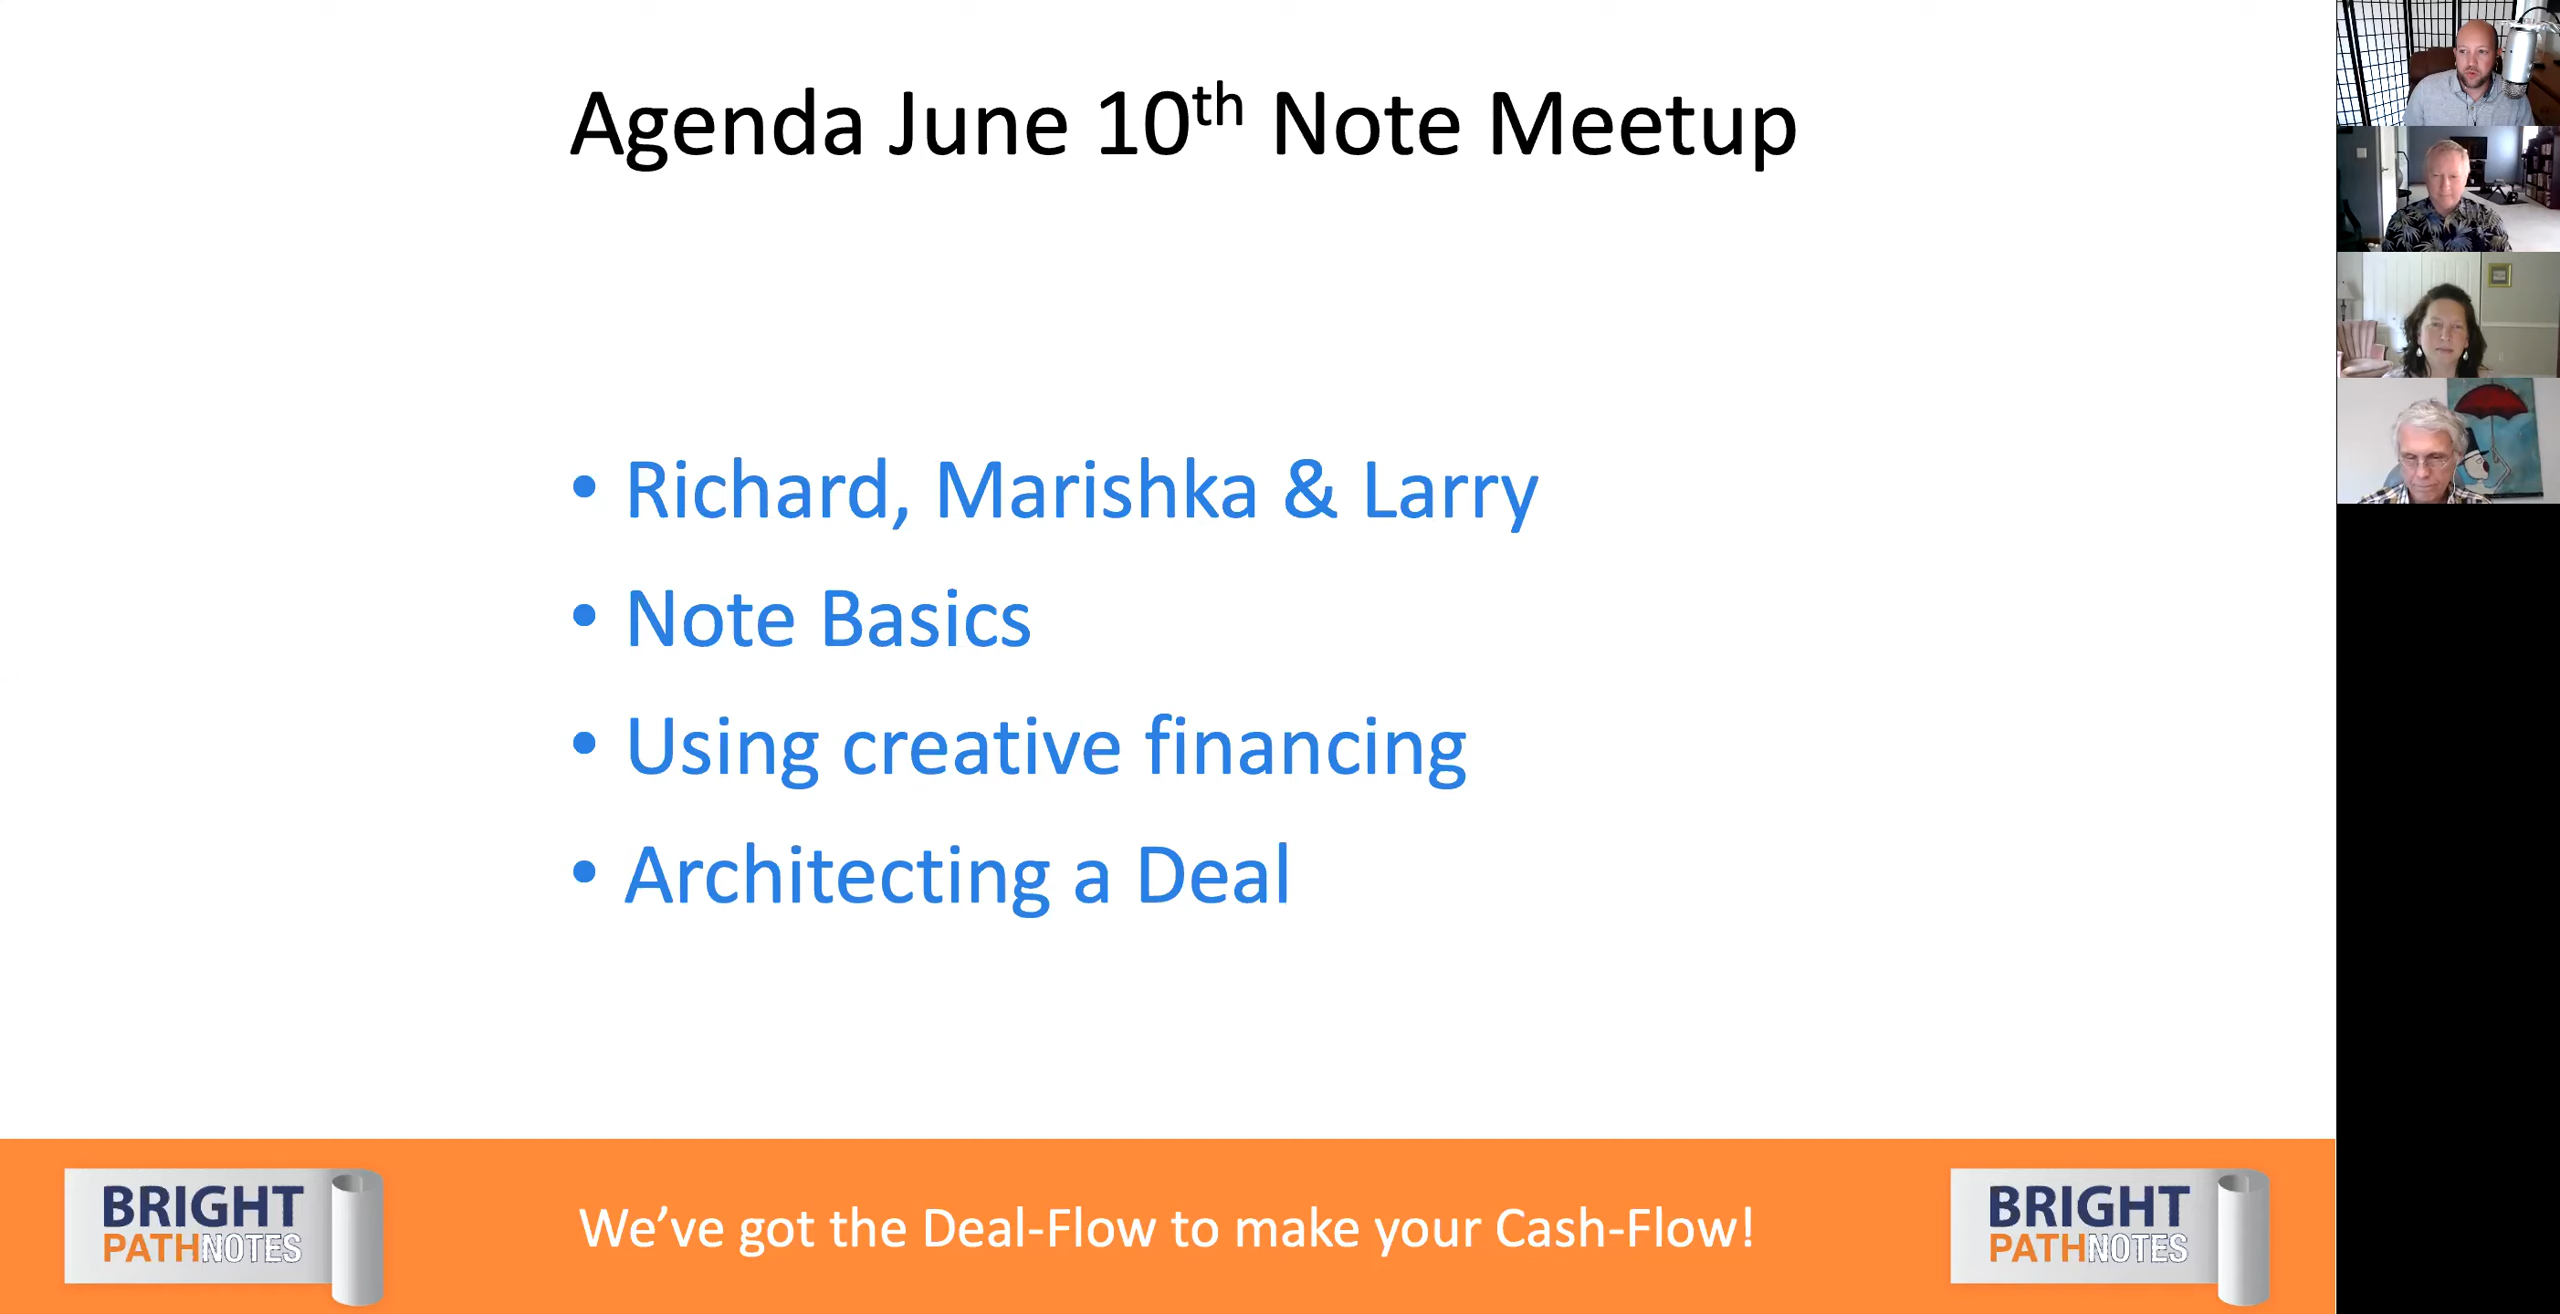 Agenda June 10th Note Meetup
• Richard, Marishka & Larry
• Note Basics
• Using creative financing
• Architecting a Deal
BRIGHT
PATHNOTES
We’ve got the Deal-Flow to make your Cash-Flow!
BRIGHT
PATHNOTES